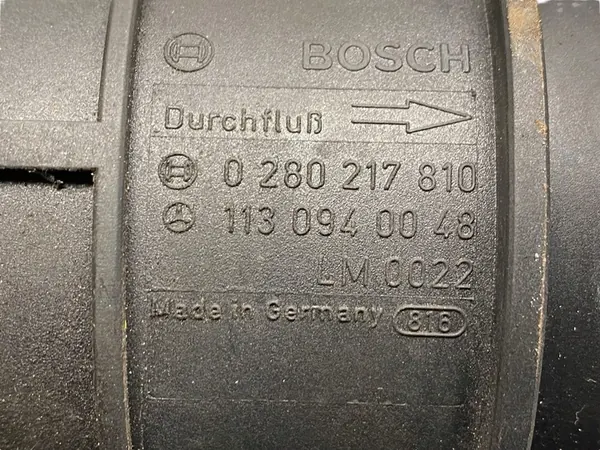 BOSCH
Durchfluß
0 280 217 810
113 094 00 48
LM 0022
Made in Germany 816